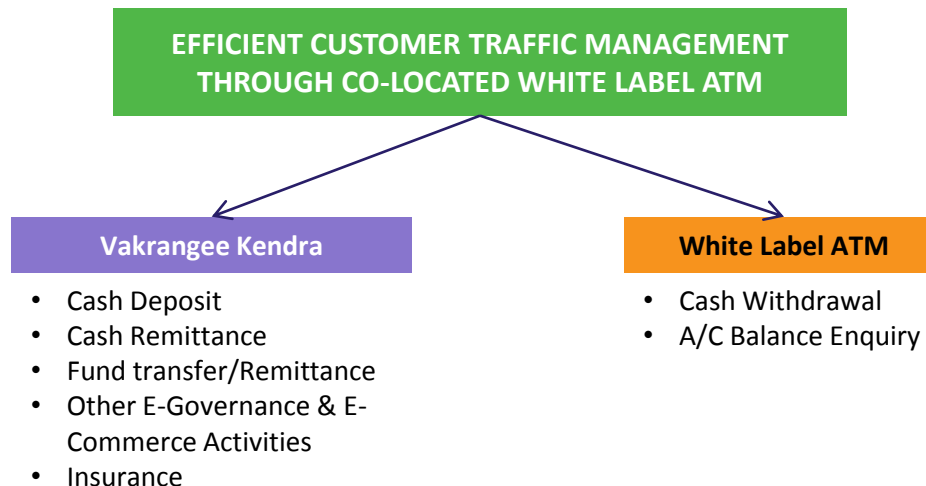 EFFICIENT CUSTOMER TRAFFIC MANAGEMENT
THROUGH CO-LOCATED WHITE LABEL ATM
Vakrangee Kendra
• Cash Deposit
• Cash Remittance
• Fund transfer/Remittance
• Other E-Governance & E-
Commerce Activities
• Insurance
White Label ATM
• Cash Withdrawal
• A/C Balance Enquiry